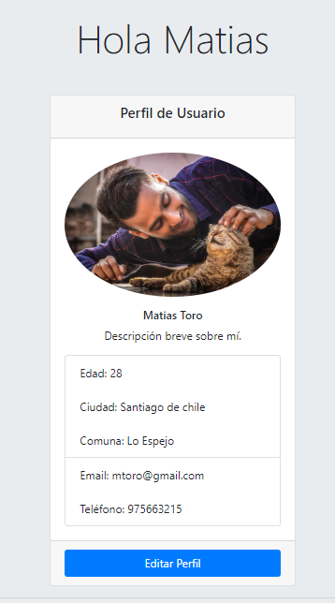 Hola Matias
Perfil de Usuario
Matias Toro
Descripción breve sobre mí.
Edad: 28
Ciudad: Santiago de chile
Comuna: Lo Espejo
Email: mtoro@gmail.com
Teléfono: 975663215
Editar Perfil